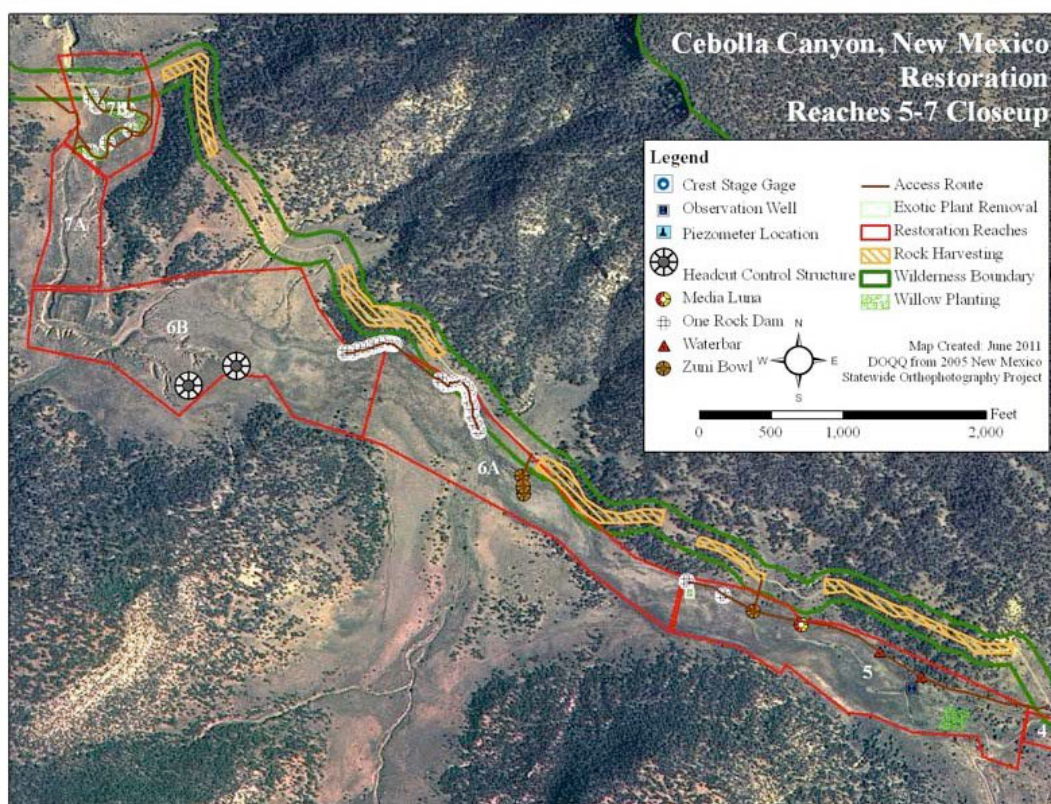 Cebolla Canyon, New Mexico
Restoration
Reaches 5-7 Closeup
Legend
Crest Stage Gage
Observation Well
Piezometer Location
Headcut Control Structure
Media Luna
One Rock Dam
Waterbar
Zuni Bowl
Access Route
Exotic Plant Removal
Restoration Reaches
Rock Harvesting
Wilderness Boundary
Willow Planting
N
W
E
S
Map Created: June 2011
DOQQ from 2005 New Mexico
Statewide Orthophotography Project
Feet
0 500 1,000 2,000
7A
6B
6A
5
4